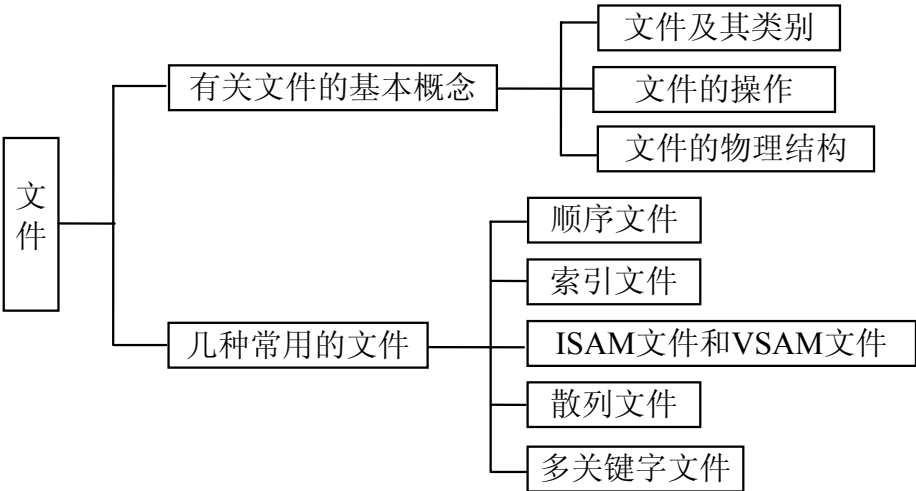 文件
有关文件的基本概念
文件及其类别
文件的操作
文件的物理结构
几种常用的文件
顺序文件
索引文件
ISAM文件和VSAM文件
散列文件
多关键字文件